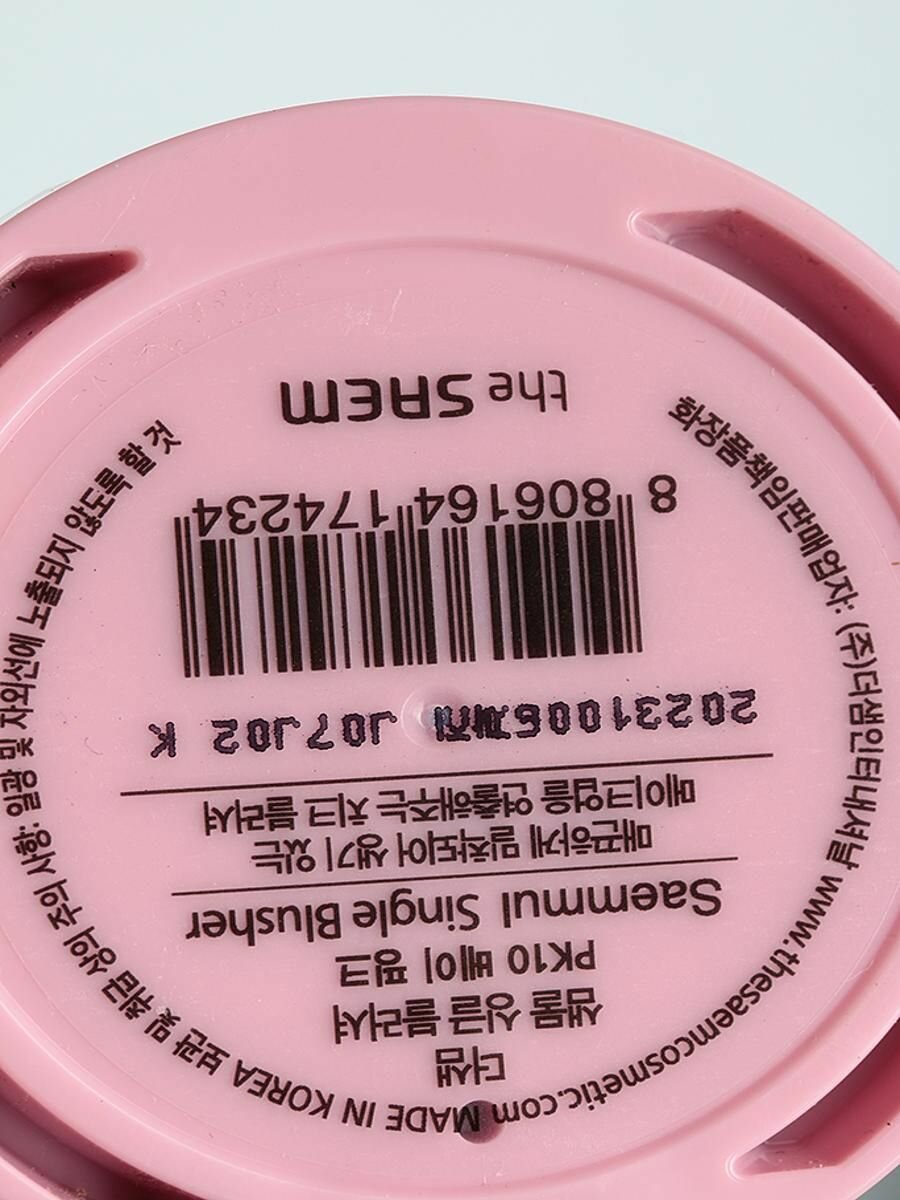 더샘
샘물 싱글 블러셔
PK10 베이 핑크
Saemmul Single Blusher
매끈하게 밀착되어 생기 있는
메이크업을 연출해주는 치크 블러셔
20231006까지 J07J02 K
8 806164 174234
the SAEM
화장품책임판매업자: (주)더샘인터내셔날 www.thesaemcosmetic.com MADE IN KOREA 보관 및 취급 상의 주의 사항: 일광 및 자외선에 노출되지 않도록 할 것